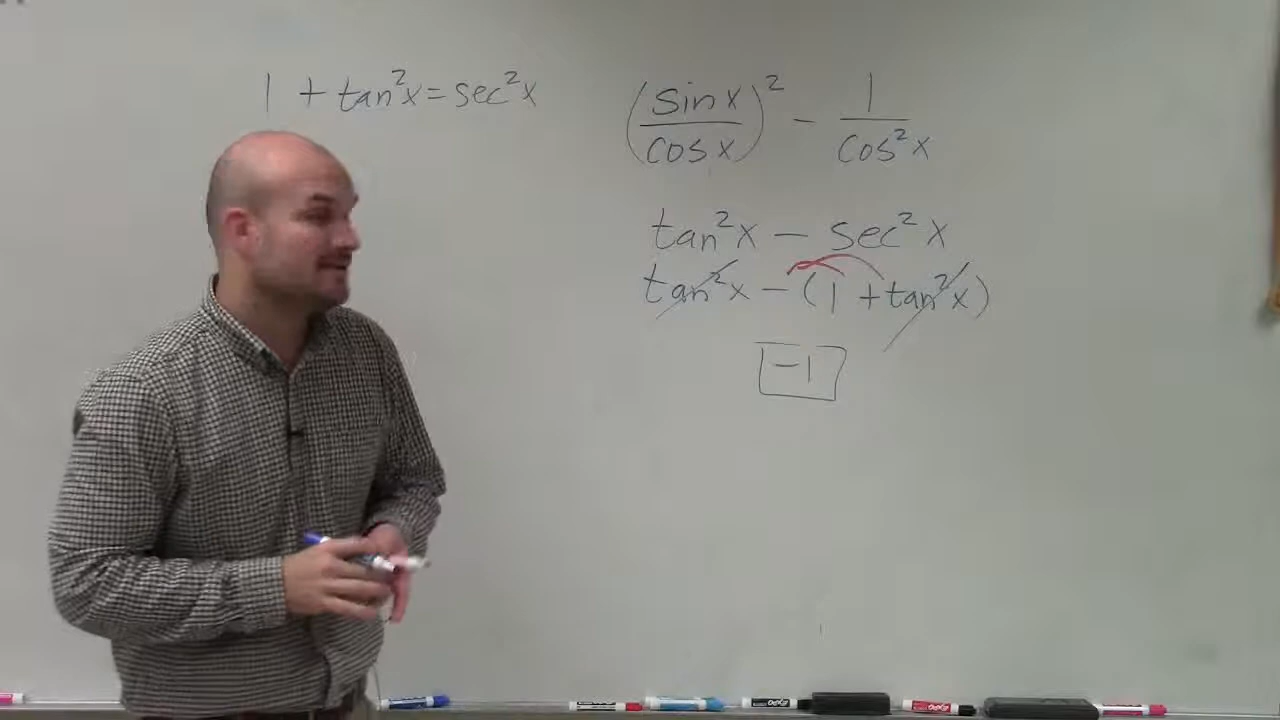 1 + tan²x = sec²x
(sin x / cos x)² − 1 / cos²x
tan²x − sec²x
tan²x − (1 + tan²x)
−1